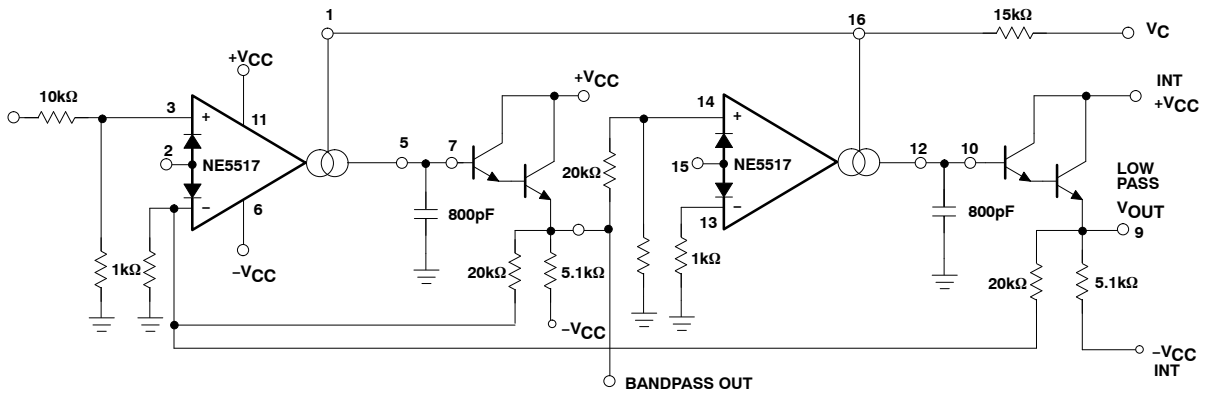 1
16
15kΩ
VC
+VCC
10kΩ
3
+
11
2
NE5517
−
6
−VCC
1kΩ
5
7
800pF
+VCC
20kΩ
20kΩ
5.1kΩ
−VCC
BANDPASS OUT
14
+
15
NE5517
−
13
1kΩ
12
10
800pF
INT
+VCC
LOW
PASS
VOUT
9
20kΩ
5.1kΩ
−VCC
INT